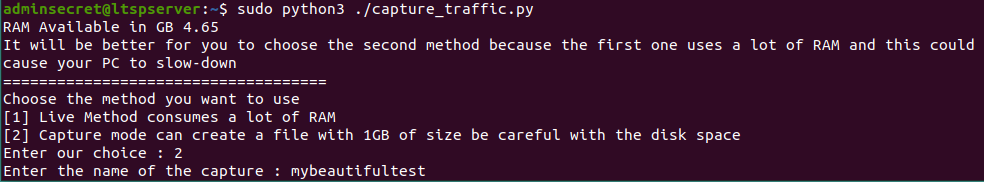 adminsecret@ltspserver:~$ sudo python3 ./capture_traffic.py
RAM Available in GB 4.65
It will be better for you to choose the second method because the first one uses a lot of RAM and this could
cause your PC to slow-down
====================================
Choose the method you want to use
[1] Live Method consumes a lot of RAM
[2] Capture mode can create a file with 1GB of size be careful with the disk space
Enter our choice : 2
Enter the name of the capture : mybeautifultest